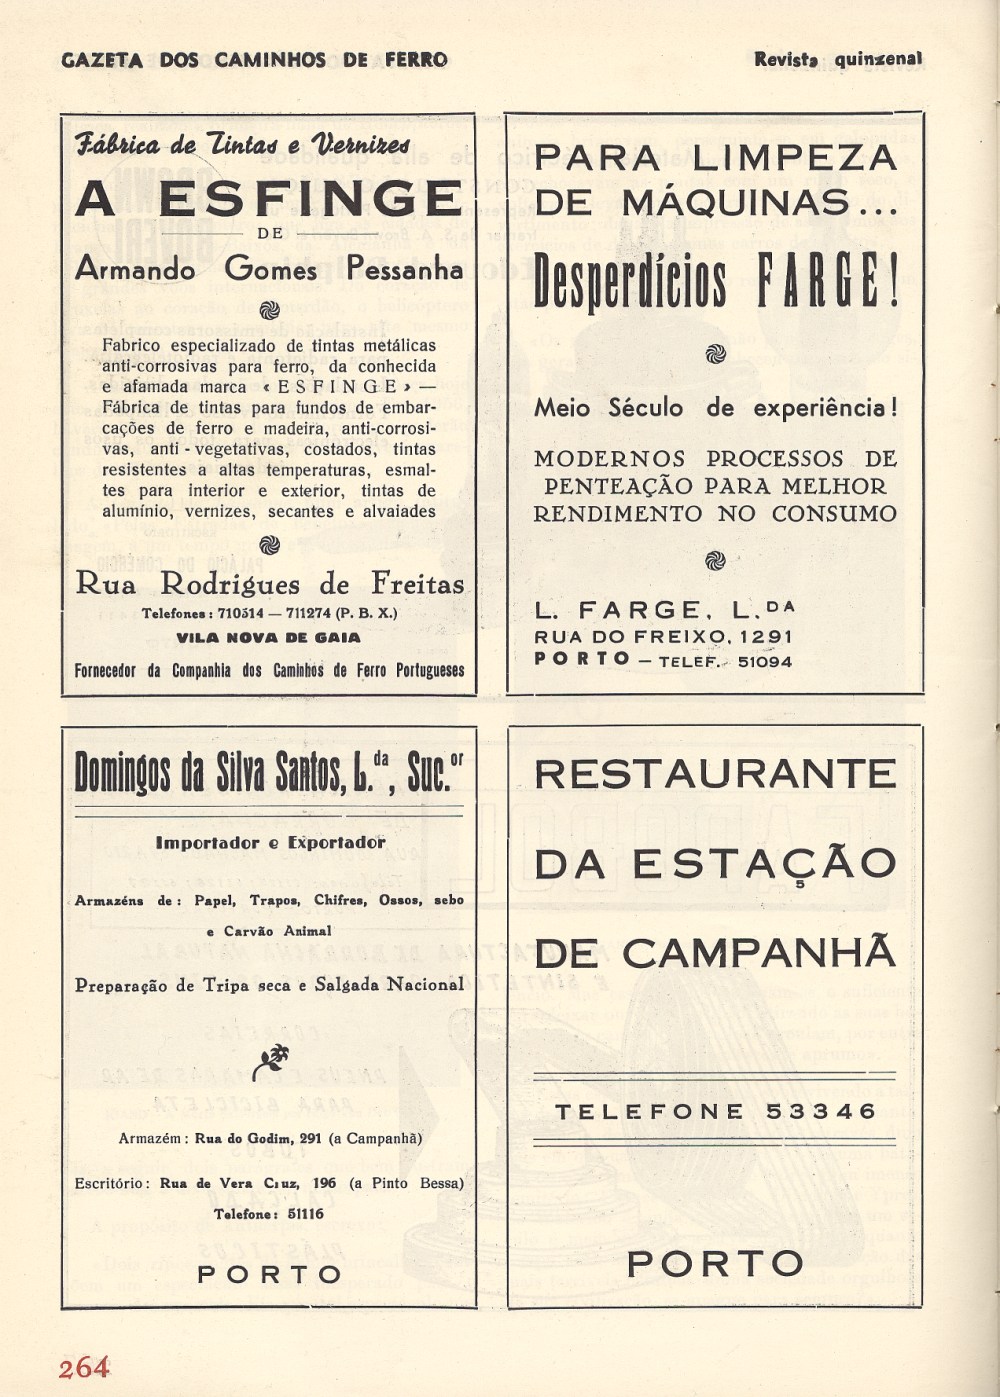 GAZETA DOS CAMINHOS DE FERRO
Revista quinzenal
Fábrica de Tintas e Vernizes
A ESFINGE
DE
Armando Gomes Pessanha
Fabrico especializado de tintas metálicas
anti-corrosivas para ferro, da conhecida
e afamada marca «ESFINGE» —
Fábrica de tintas para fundos de embar-
cações de ferro e madeira, anti-corrosi-
vas, anti-vegetativas, costados, tintas
resistentes a altas temperaturas, esmal-
tes para interior e exterior, tintas de
alumínio, vernizes, secantes e alvaiades
Rua Rodrigues de Freitas
Telefones: 710514 — 711274 (P. B. X.)
VILA NOVA DE GAIA
Fornecedor da Companhia dos Caminhos de Ferro Portugueses
PARA LIMPEZA
DE MÁQUINAS...
Desperdícios FARGE!
Meio Século de experiência!
MODERNOS PROCESSOS DE
PENTEAÇÃO PARA MELHOR
RENDIMENTO NO CONSUMO
L. FARGE, L.DA
RUA DO FREIXO, 1291
PORTO — TELEF. 51094
Domingos da Silva Santos, L.da, Suc.or
Importador e Exportador
Armazéns de: Papel, Trapos, Chifres, Ossos, sebo
e Carvão Animal
Preparação de Tripa seca e Salgada Nacional
Armazém: Rua do Godim, 291 (a Campanhã)
Escritório: Rua de Vera Cruz, 196 (a Pinto Bessa)
Telefone: 51116
PORTO
RESTAURANTE
DA ESTAÇÃO
DE CAMPANHÃ
TELEFONE 53346
PORTO
264